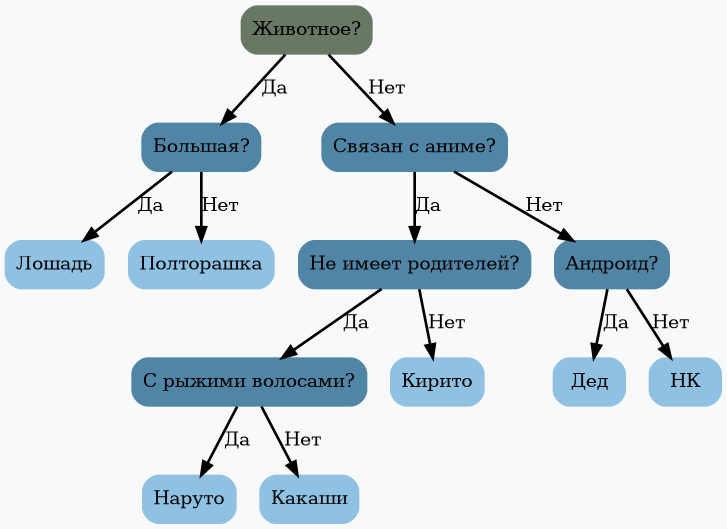 Животное?
Да
Нет
Большая?
Связан с аниме?
Да
Нет
Да
Нет
Лошадь
Полторашка
Не имеет родителей?
Андроид?
Да
Нет
Да
Нет
С рыжими волосами?
Кирито
Дед
НК
Да
Нет
Наруто
Какаши